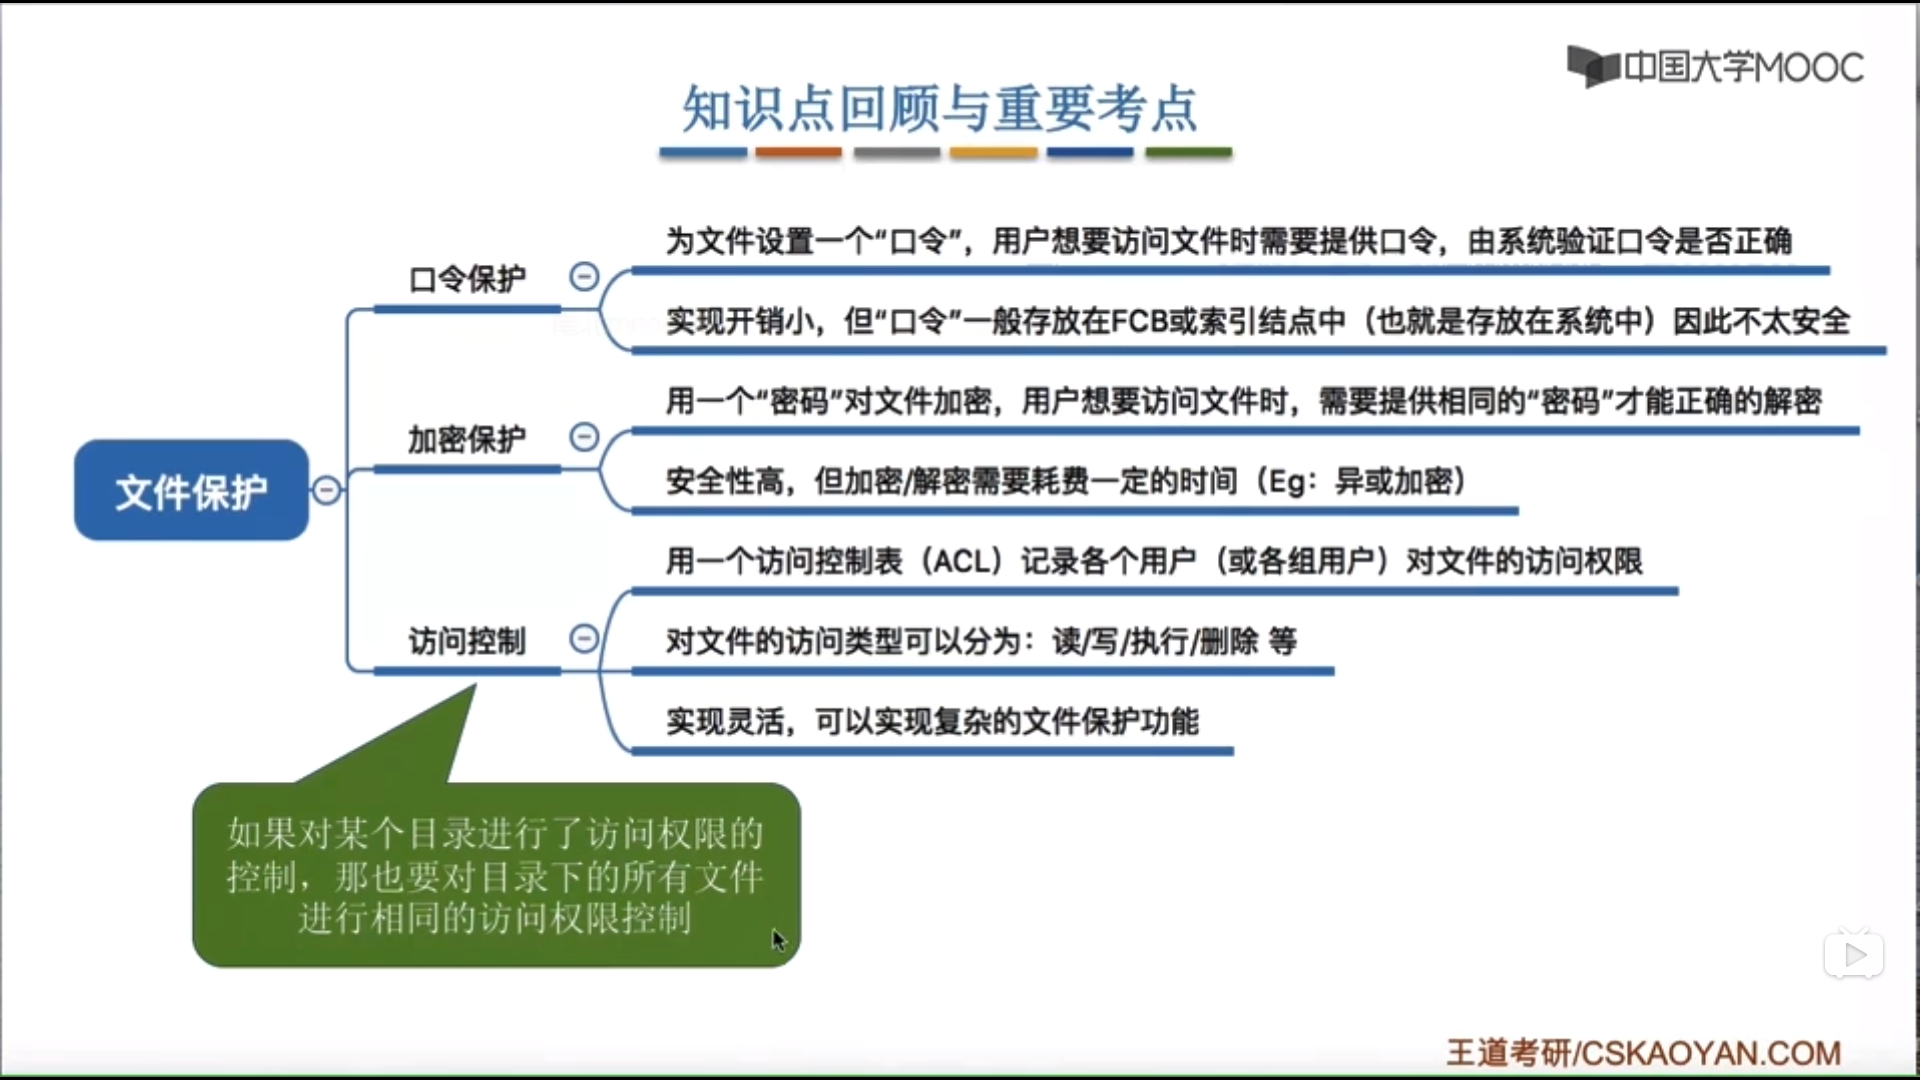 中国大学MOOC
知识点回顾与重要考点
为文件设置一个“口令”，用户想要访问文件时需要提供口令，由系统验证口令是否正确
口令保护
实现开销小，但“口令”一般存放在FCB或索引结点中（也就是存放在系统中）因此不太安全
用一个“密码”对文件加密，用户想要访问文件时，需要提供相同的“密码”才能正确的解密
加密保护
安全性高，但加密/解密需要耗费一定的时间（Eg：异或加密）
文件保护
用一个访问控制表（ACL）记录各个用户（或各组用户）对文件的访问权限
访问控制
对文件的访问类型可以分为：读/写/执行/删除 等
实现灵活，可以实现复杂的文件保护功能
如果对某个目录进行了访问权限的
控制，那也要对目录下的所有文件
进行相同的访问权限控制
王道考研/CSKAOYAN.COM